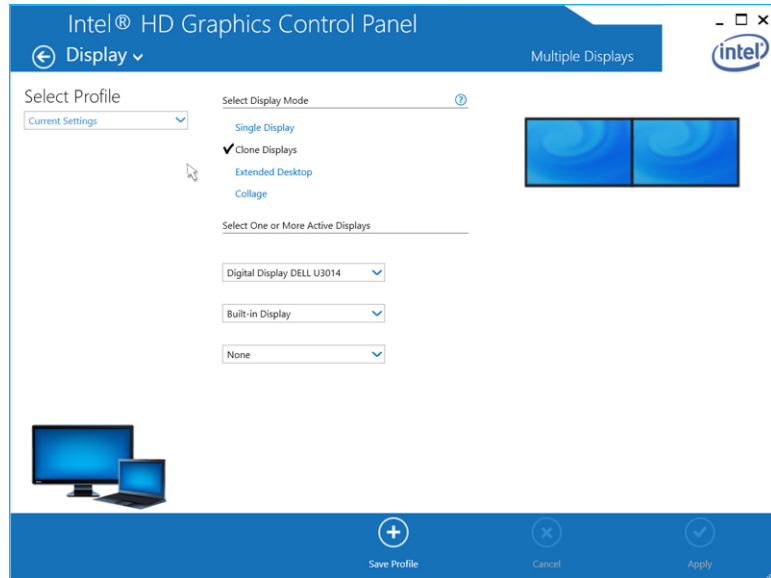 Intel® HD Graphics Control Panel
Display
Multiple Displays
intel
Select Profile
Current Settings
Select Display Mode
?
Single Display
Clone Displays
Extended Desktop
Collage
Select One or More Active Displays
Digital Display DELL U3014
Built-in Display
None
Save Profile
Cancel
Apply